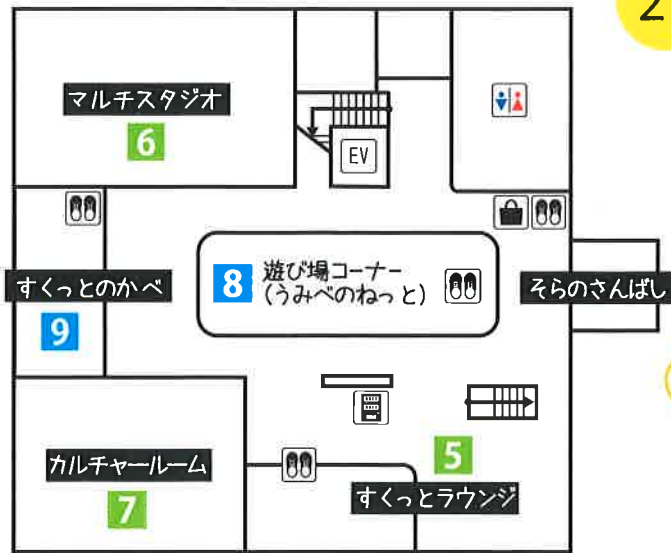 2
マルチスタジオ
6
EV
すくっとのかべ
9
8 遊び場コーナー
(うみべのねっと)
そらのさんばし
カルチャールーム
7
5
すくっとラウンジ